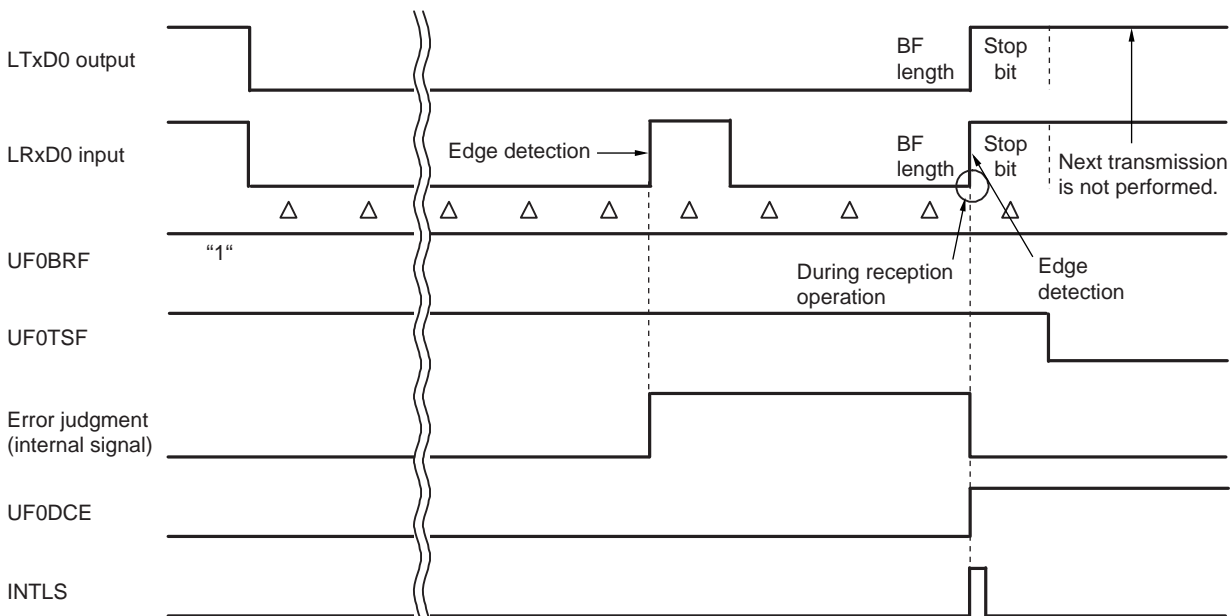 LTxD0 output
BF
length
Stop
bit
LRxD0 input
Edge detection
BF
length
Stop
bit
Next transmission
is not performed.
UF0BRF
“1“
During reception
operation
Edge
detection
UF0TSF
Error judgment
(internal signal)
UF0DCE
INTLS